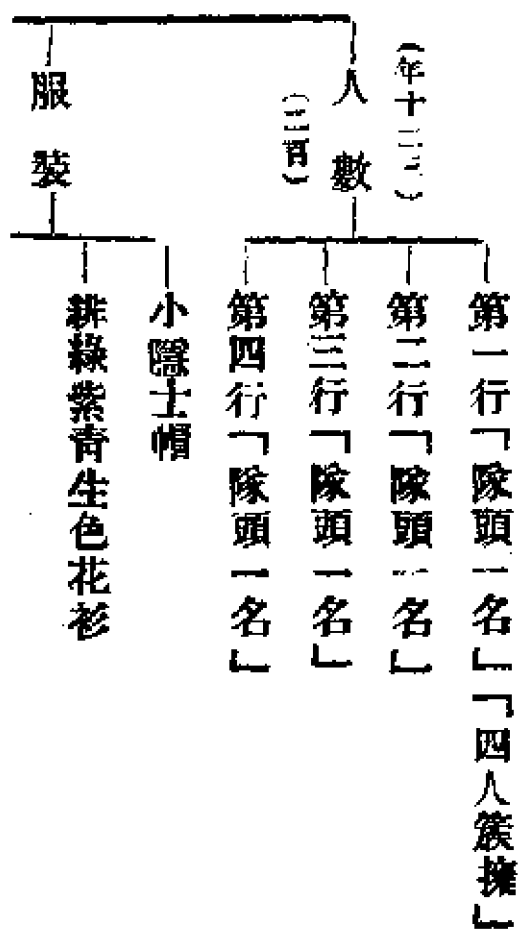 人數
（年十二三）
（二百）
第一行「隊頭一名」「四人簇擁」
第二行「隊頭一名」
第三行「隊頭一名」
第四行「隊頭一名」
服裝
小隱士帽
緋綠紫青生色花衫